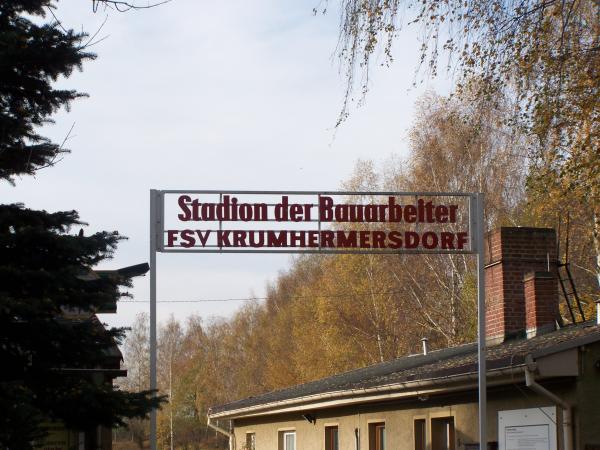 Stadion der Bauarbeiter
FSV KRUMHERMERSDORF